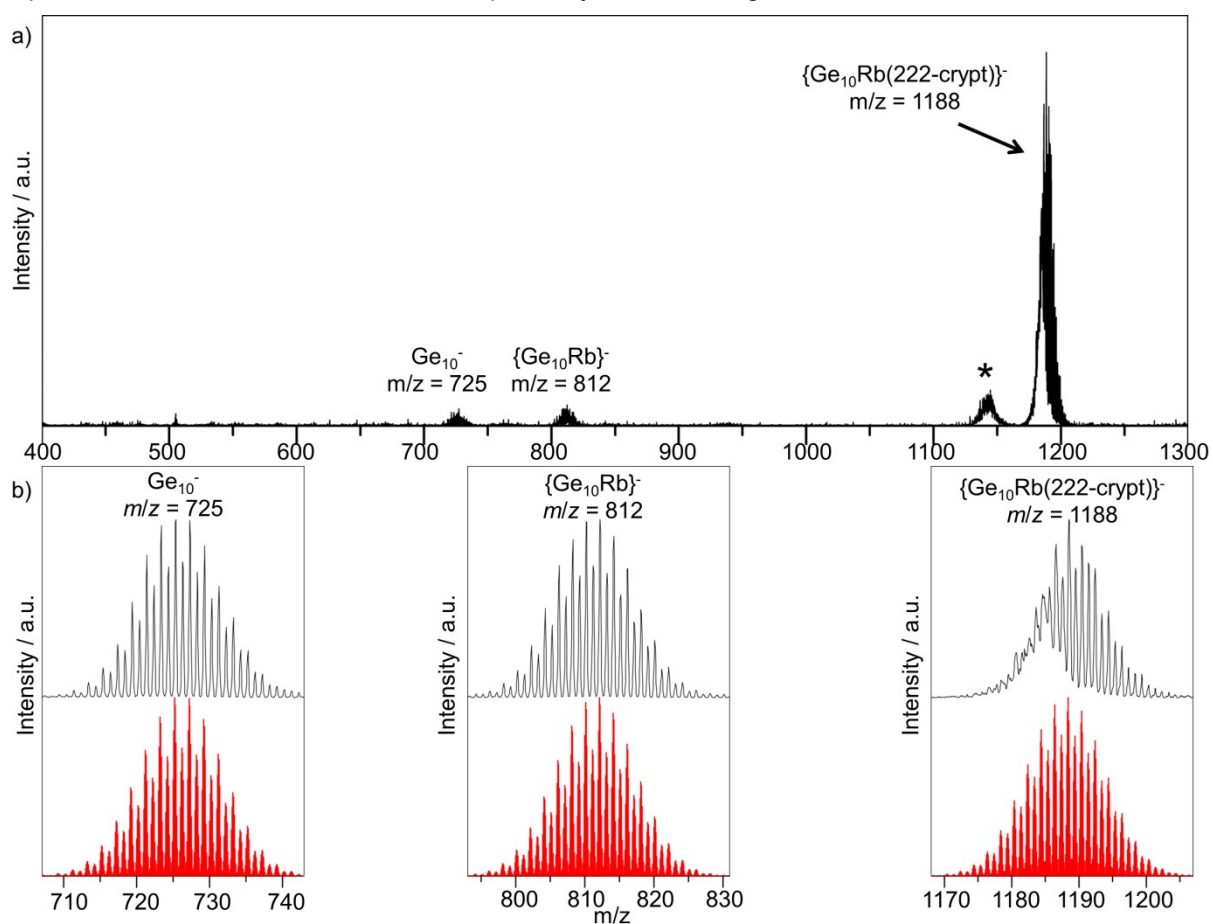 a)
{Ge₁₀Rb(222-crypt)}⁻
m/z = 1188
Intensity / a.u.
*
Ge₁₀⁻
m/z = 725
{Ge₁₀Rb}⁻
m/z = 812
400 500 600 700 800 900 1000 1100 1200 1300
b)
Ge₁₀⁻
m/z = 725
{Ge₁₀Rb}⁻
m/z = 812
{Ge₁₀Rb(222-crypt)}⁻
m/z = 1188
Intensity / a.u.
Intensity / a.u.
Intensity / a.u.
710 720 730 740
800 810 820 830
1170 1180 1190 1200
m/z